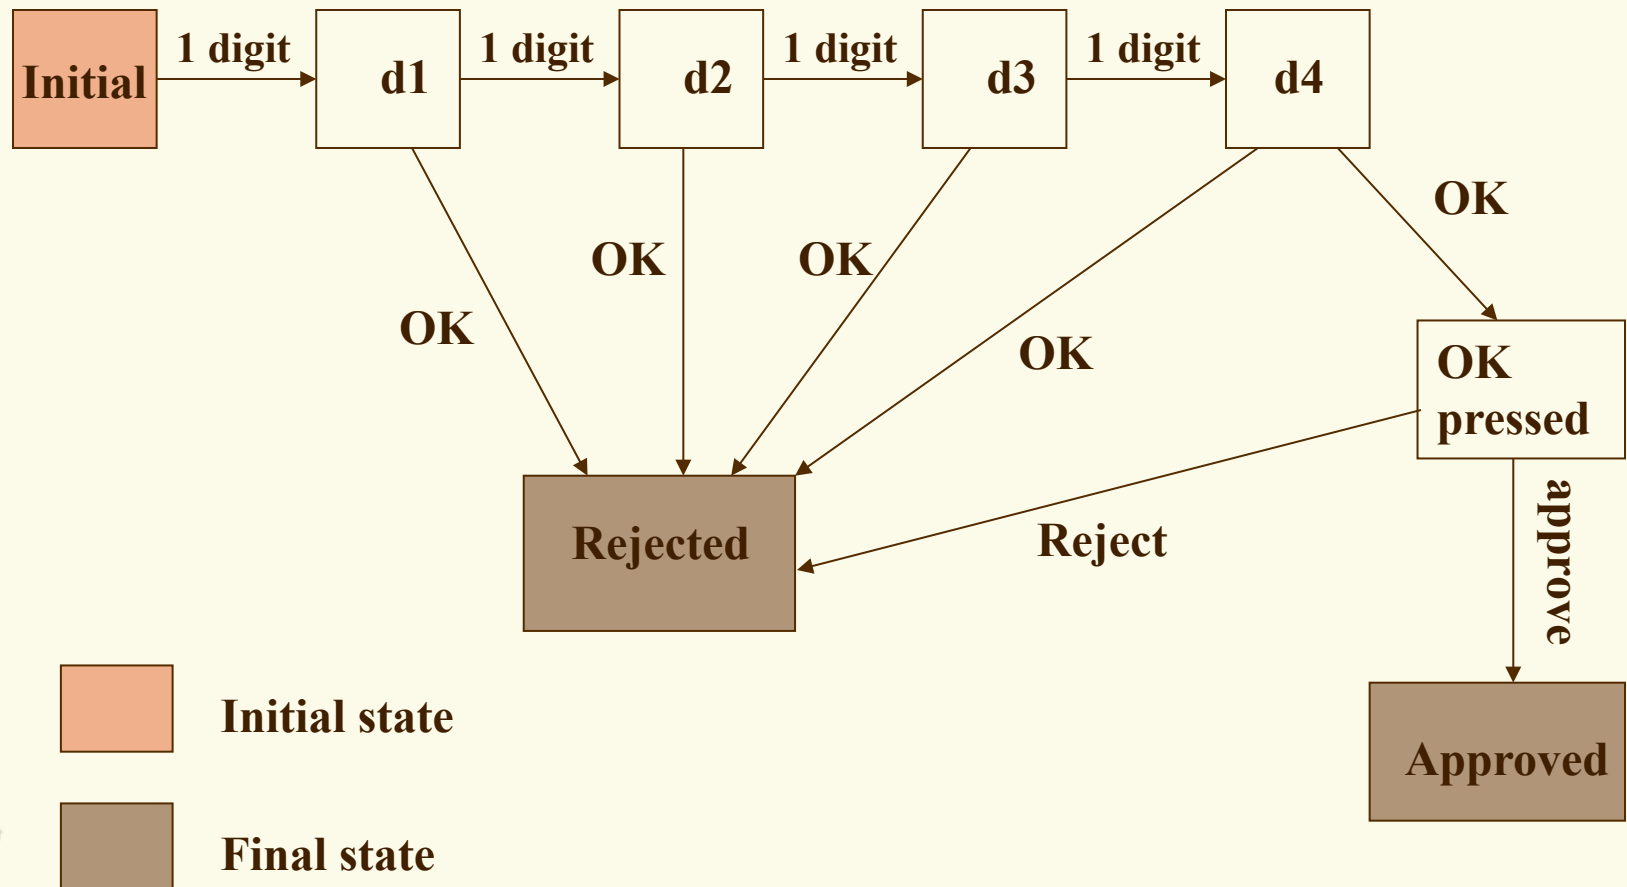 1 digit
1 digit
1 digit
1 digit
Initial
d1
d2
d3
d4
OK
OK
OK
OK
OK
OK
pressed
Reject
approve
Rejected
Approved
Initial state
Final state